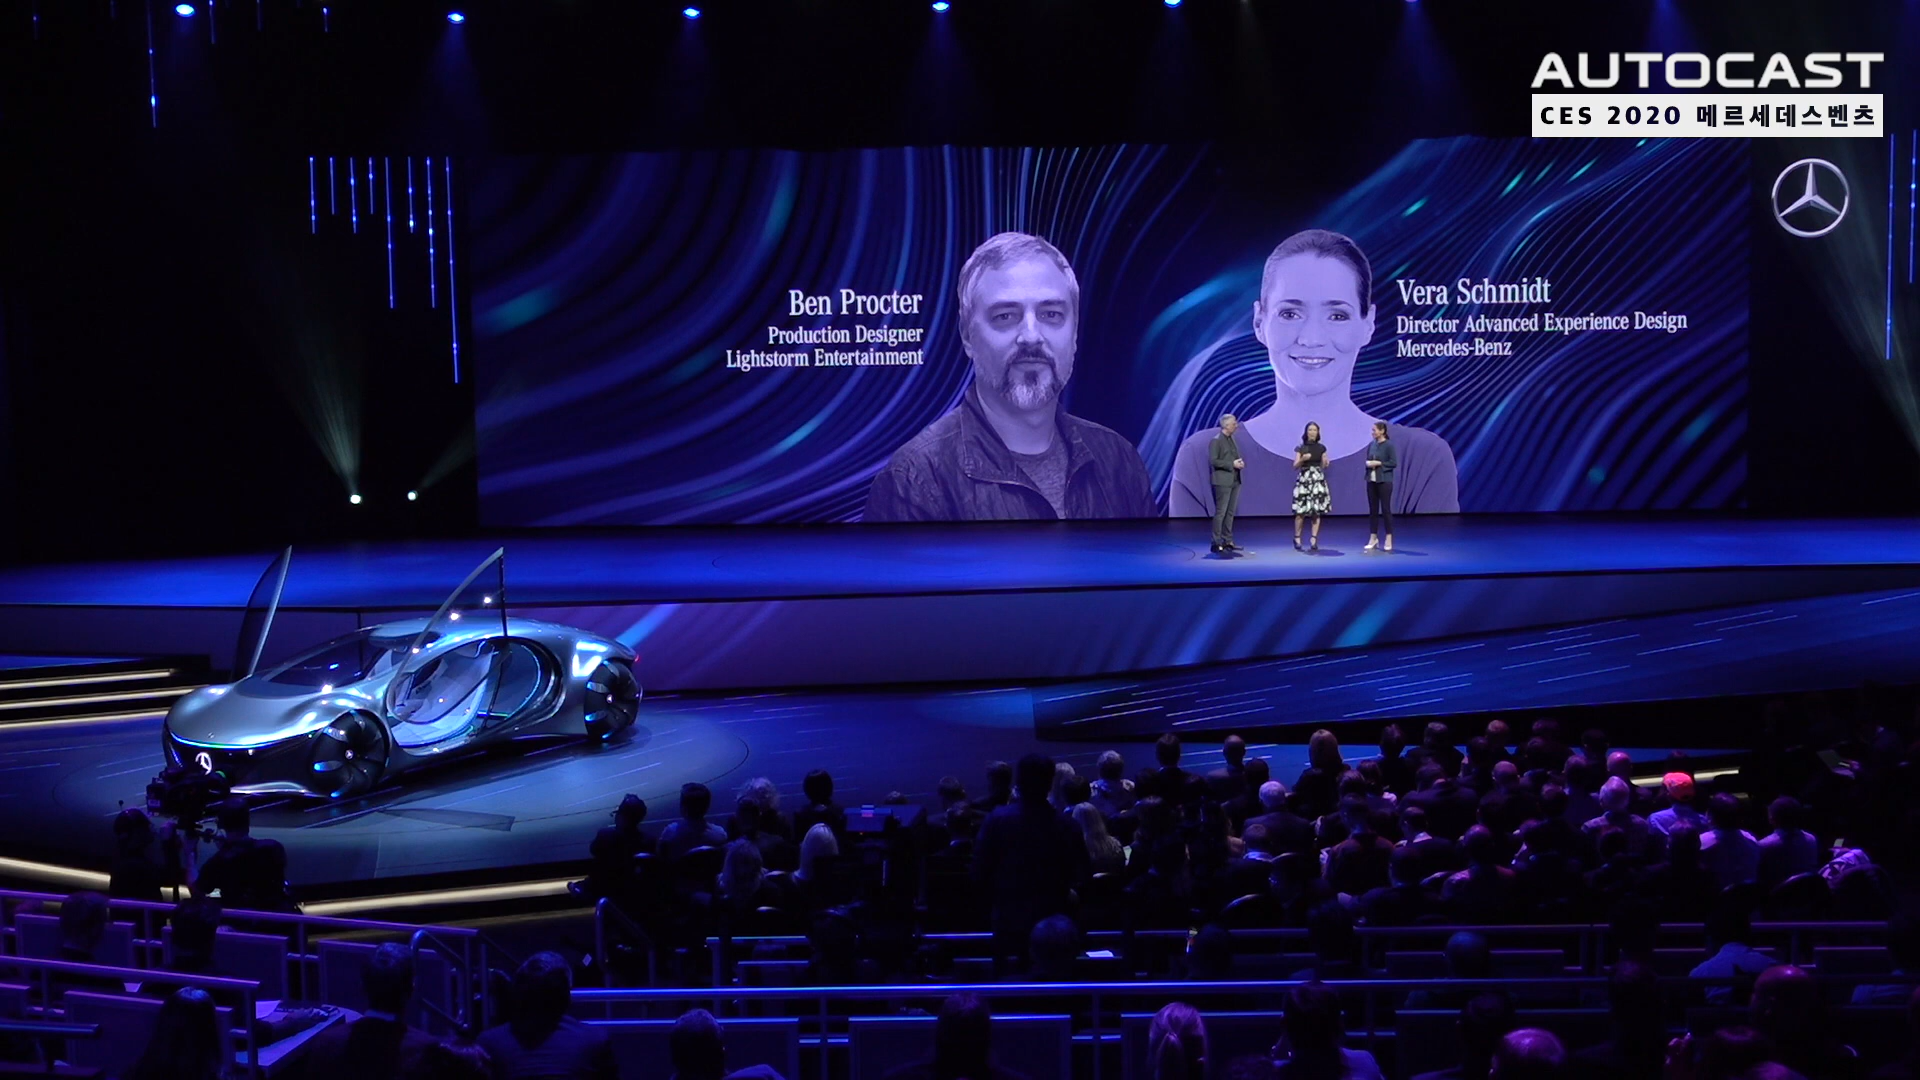 AUTOCAST
CES 2020 메르세데스벤츠
Ben Procter
Production Designer
Lightstorm Entertainment
Vera Schmidt
Director Advanced Experience Design
Mercedes-Benz